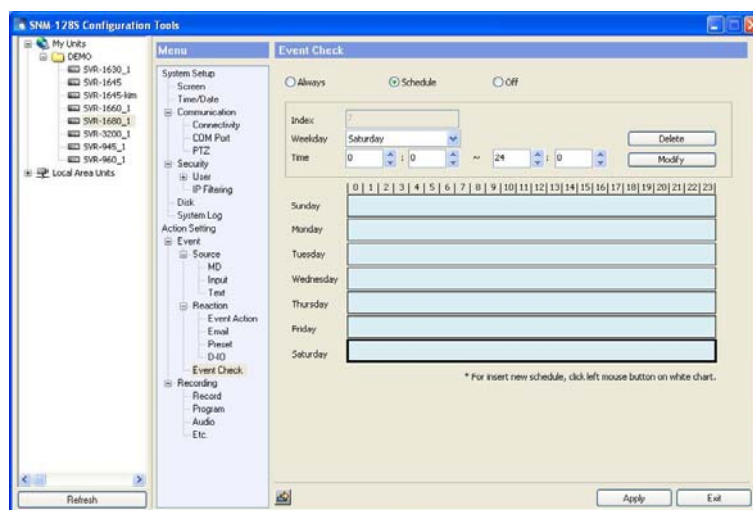 SNM-128S Configuration Tools
My Units
DEMO
SVR-1630_1
SVR-1645
SVR-1645-kim
SVR-1660_1
SVR-1680_1
SVR-3200_1
SVR-945_1
SVR-960_1
Local Area Units
Refresh
Menu
System Setup
Screen
Time/Date
Communication
Connectivity
COM Port
PTZ
Security
User
IP Filtering
Disk
System Log
Action Setting
Event
Source
MD
Input
Text
Reaction
Event Action
Email
Preset
D-IO
Event Check
Recording
Record
Program
Audio
Etc.
Event Check
Always Schedule Off
Index 7
Weekday Saturday Delete
Time 0 : 0 ~ 24 : 0 Modify
| 0 | 1 | 2 | 3 | 4 | 5 | 6 | 7 | 8 | 9 |10|11|12|13|14|15|16|17|18|19|20|21|22|23|
Sunday
Monday
Tuesday
Wednesday
Thursday
Friday
Saturday
* For insert new schedule, click left mouse button on white chart.
Apply Exit